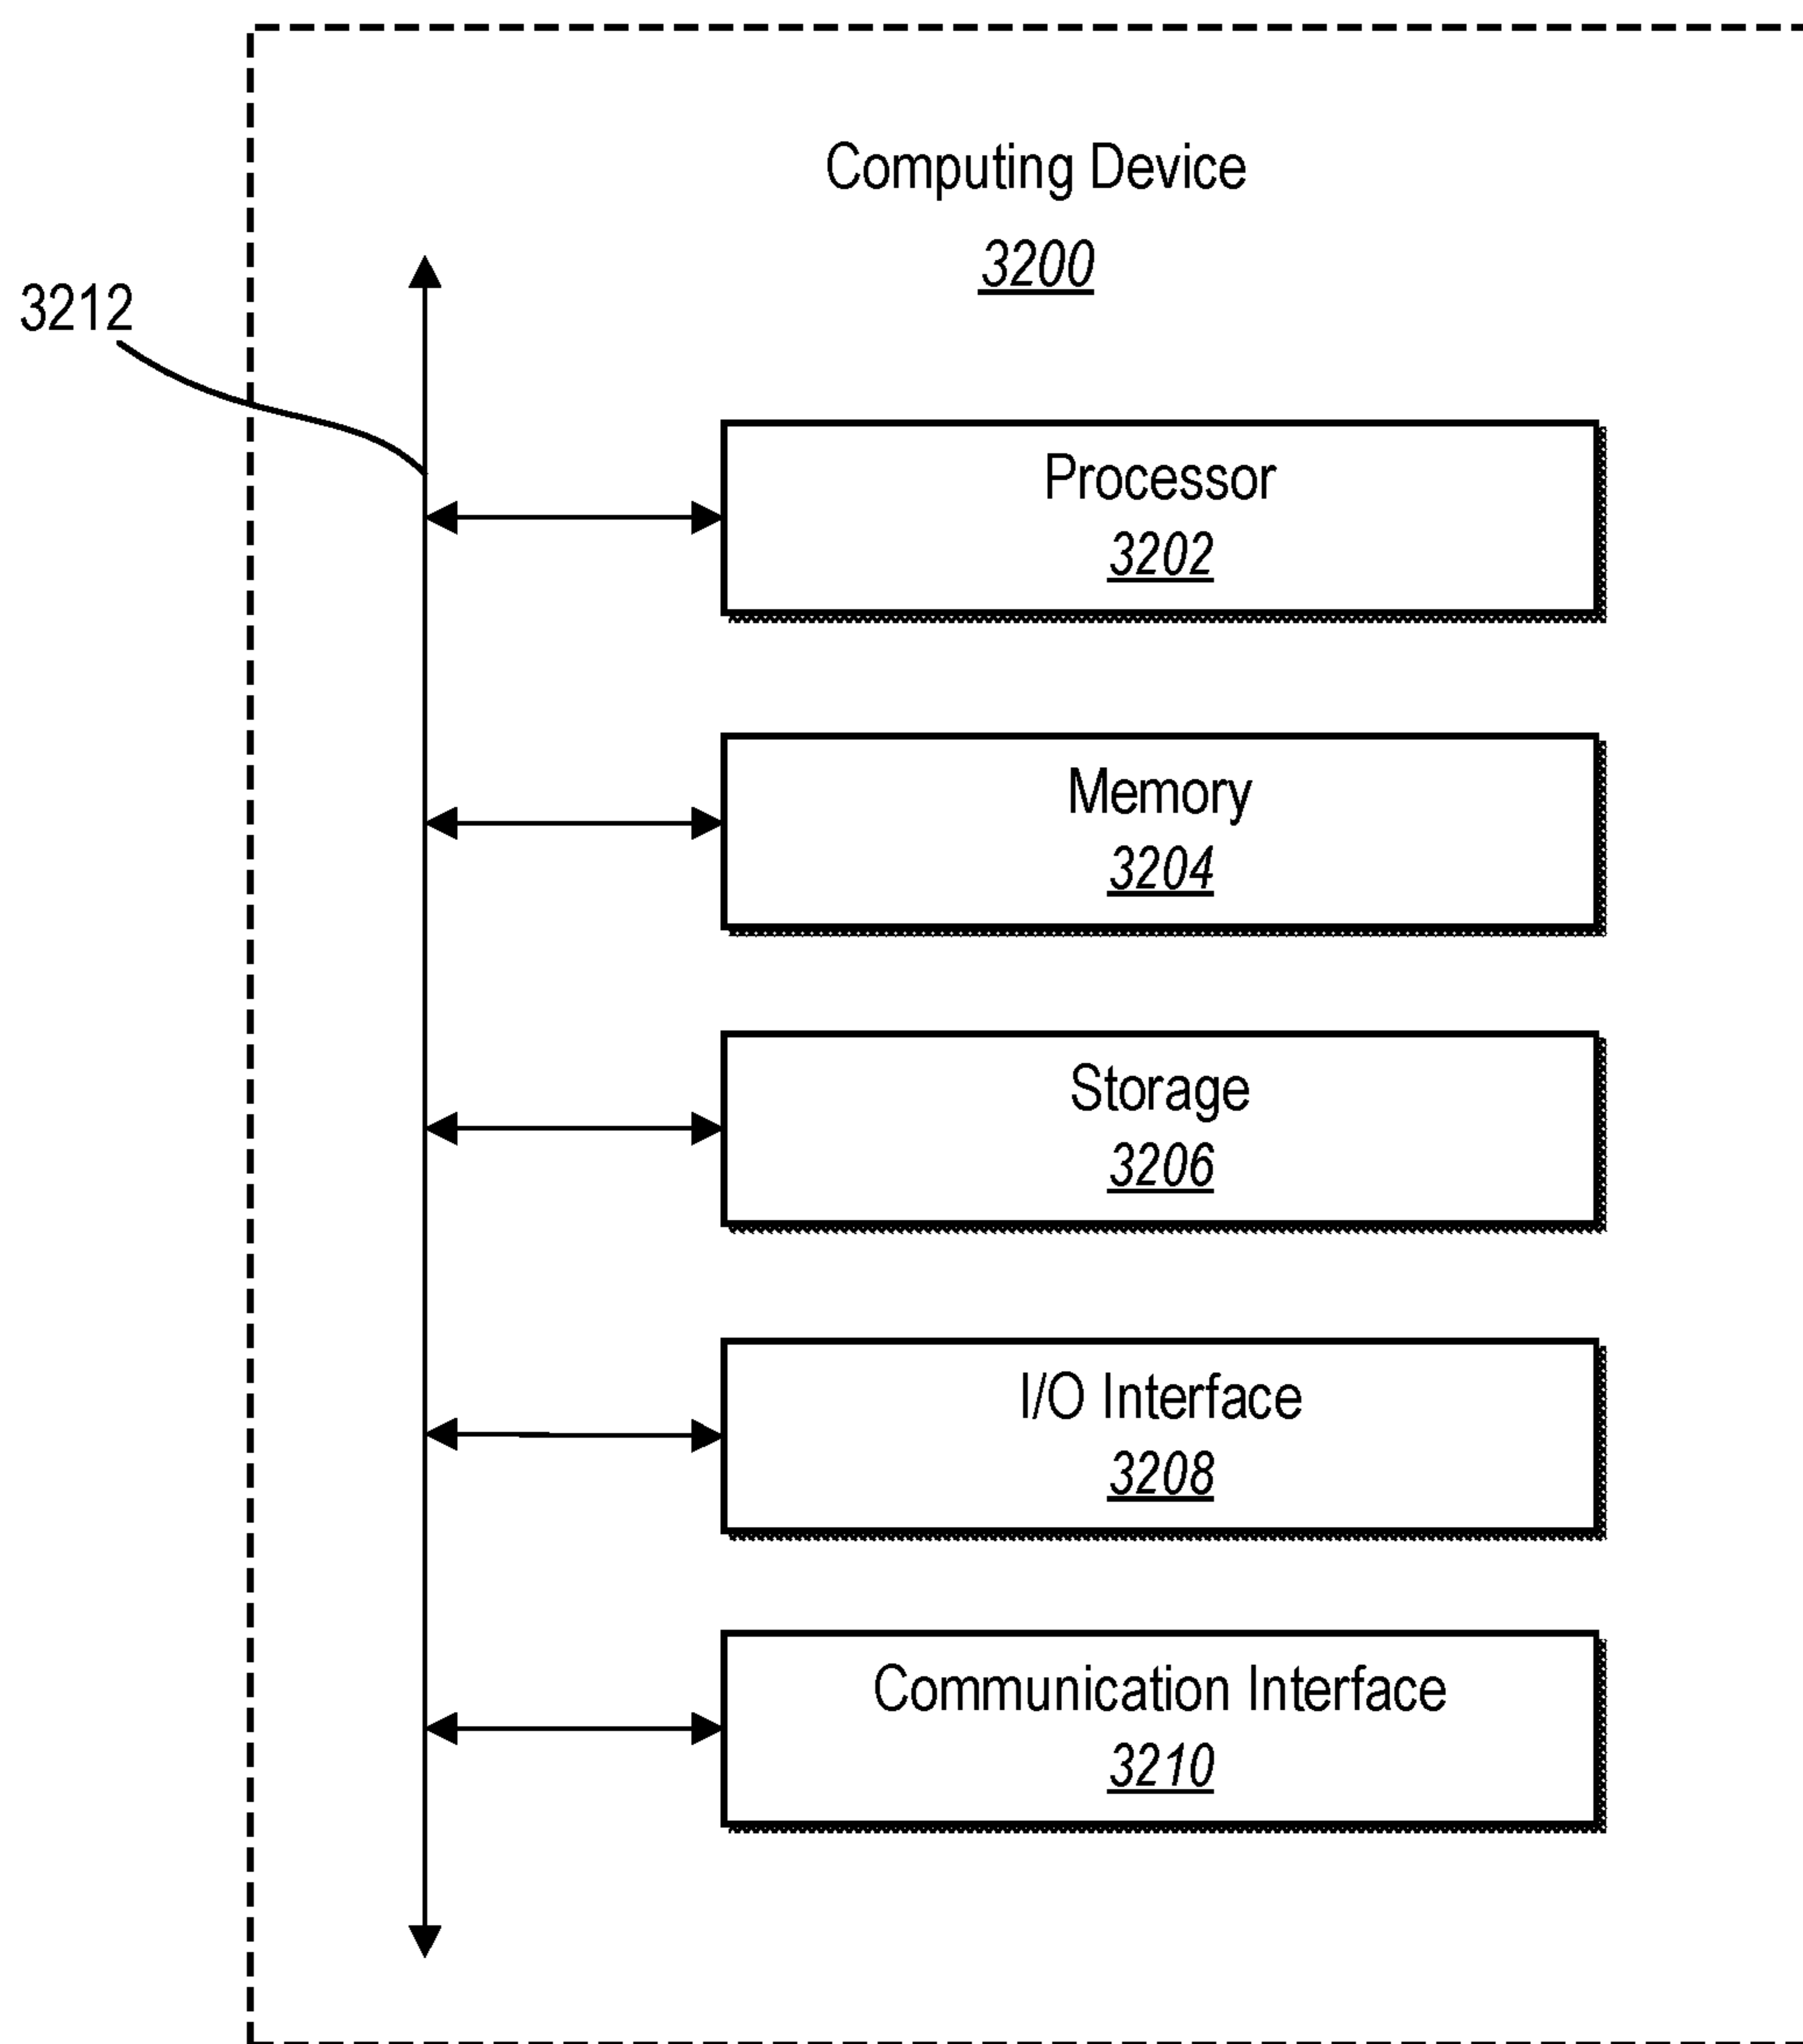 Computing Device
3200
3212
Processor
3202
Memory
3204
Storage
3206
I/O Interface
3208
Communication Interface
3210